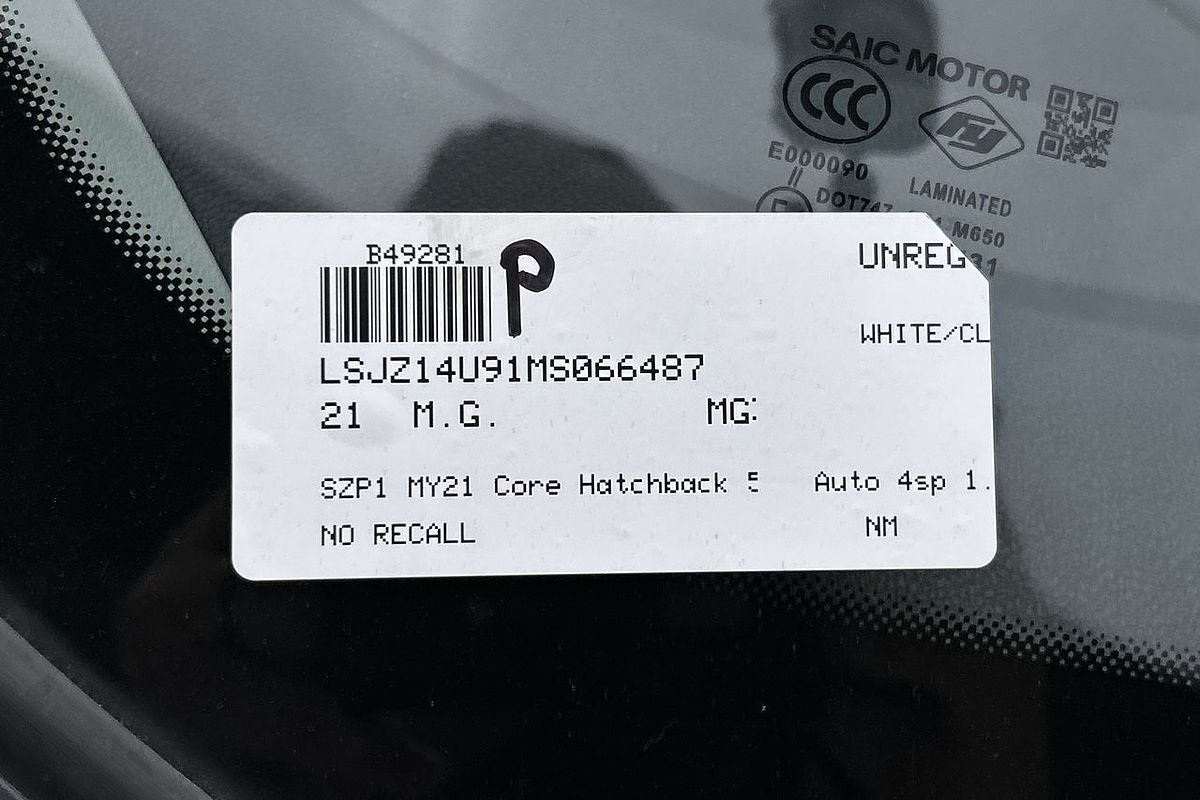 SAIC MOTOR
CCC
E000090
LAMINATED
M650
B49281
P
UNREG
WHITE/CL
LSJZ14U91MS066487
21 M.G. MG
SZP1 MY21 Core Hatchback Auto 4sp 1.
NO RECALL NM